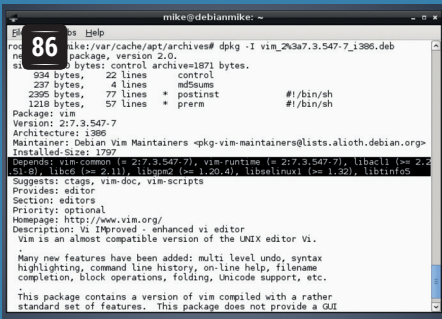 mike@debianmike: ~
bs Help
86
mike:/var/cache/apt/archives# dpkg -I vim_2%3a7.3.547-7_i386.deb
package, version 2.0.
bytes: control archive=1871 bytes.
934 bytes, 22 lines control
237 bytes, 4 lines md5sums
2395 bytes, 77 lines * postinst #!/bin/sh
1218 bytes, 57 lines * prerm #!/bin/sh
Package: vim
Version: 2:7.3.547-7
Architecture: i386
Maintainer: Debian Vim Maintainers <pkg-vim-maintainers@lists.alioth.debian.org>
Installed-Size: 1797
Depends: vim-common (= 2:7.3.547-7), vim-runtime (= 2:7.3.547-7), libacl1 (>= 2.2
.51-8), libc6 (>= 2.11), libgpm2 (>= 1.20.4), libselinux1 (>= 1.32), libtinfo5
Suggests: ctags, vim-doc, vim-scripts
Provides: editor
Section: editors
Priority: optional
Homepage: http://www.vim.org/
Description: Vi IMproved - enhanced vi editor
Vim is an almost compatible version of the UNIX editor Vi.
.
Many new features have been added: multi level undo, syntax
highlighting, command line history, on-line help, filename
completion, block operations, folding, Unicode support, etc.
.
This package contains a version of vim compiled with a rather
standard set of features. This package does not provide a GUI